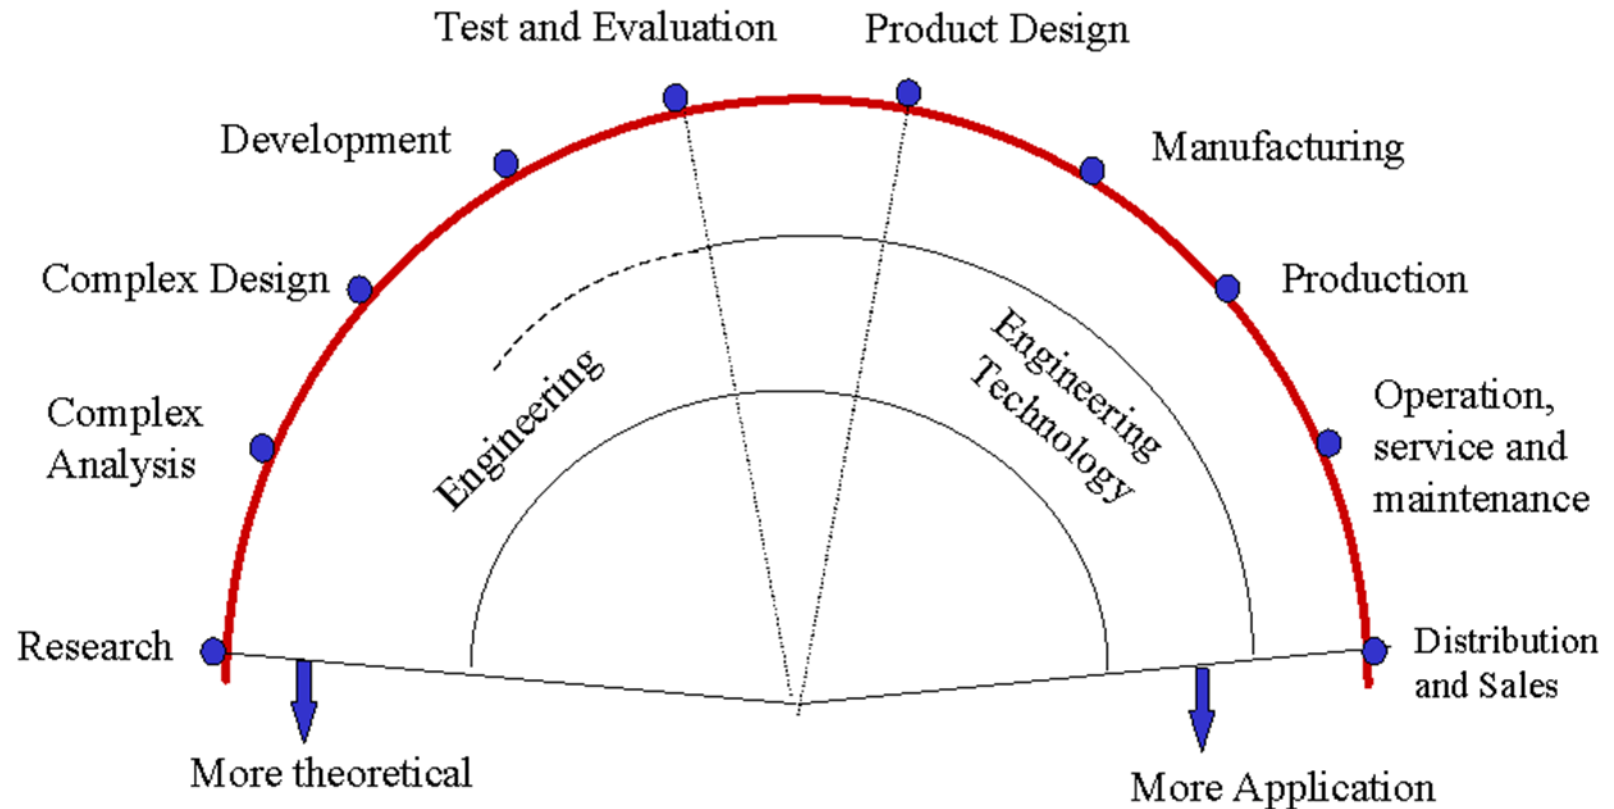 Test and Evaluation
Product Design
Development
Manufacturing
Complex Design
Production
Engineering
Engineering
Technology
Complex
Analysis
Operation,
service and
maintenance
Research
Distribution
and Sales
More theoretical
More Application